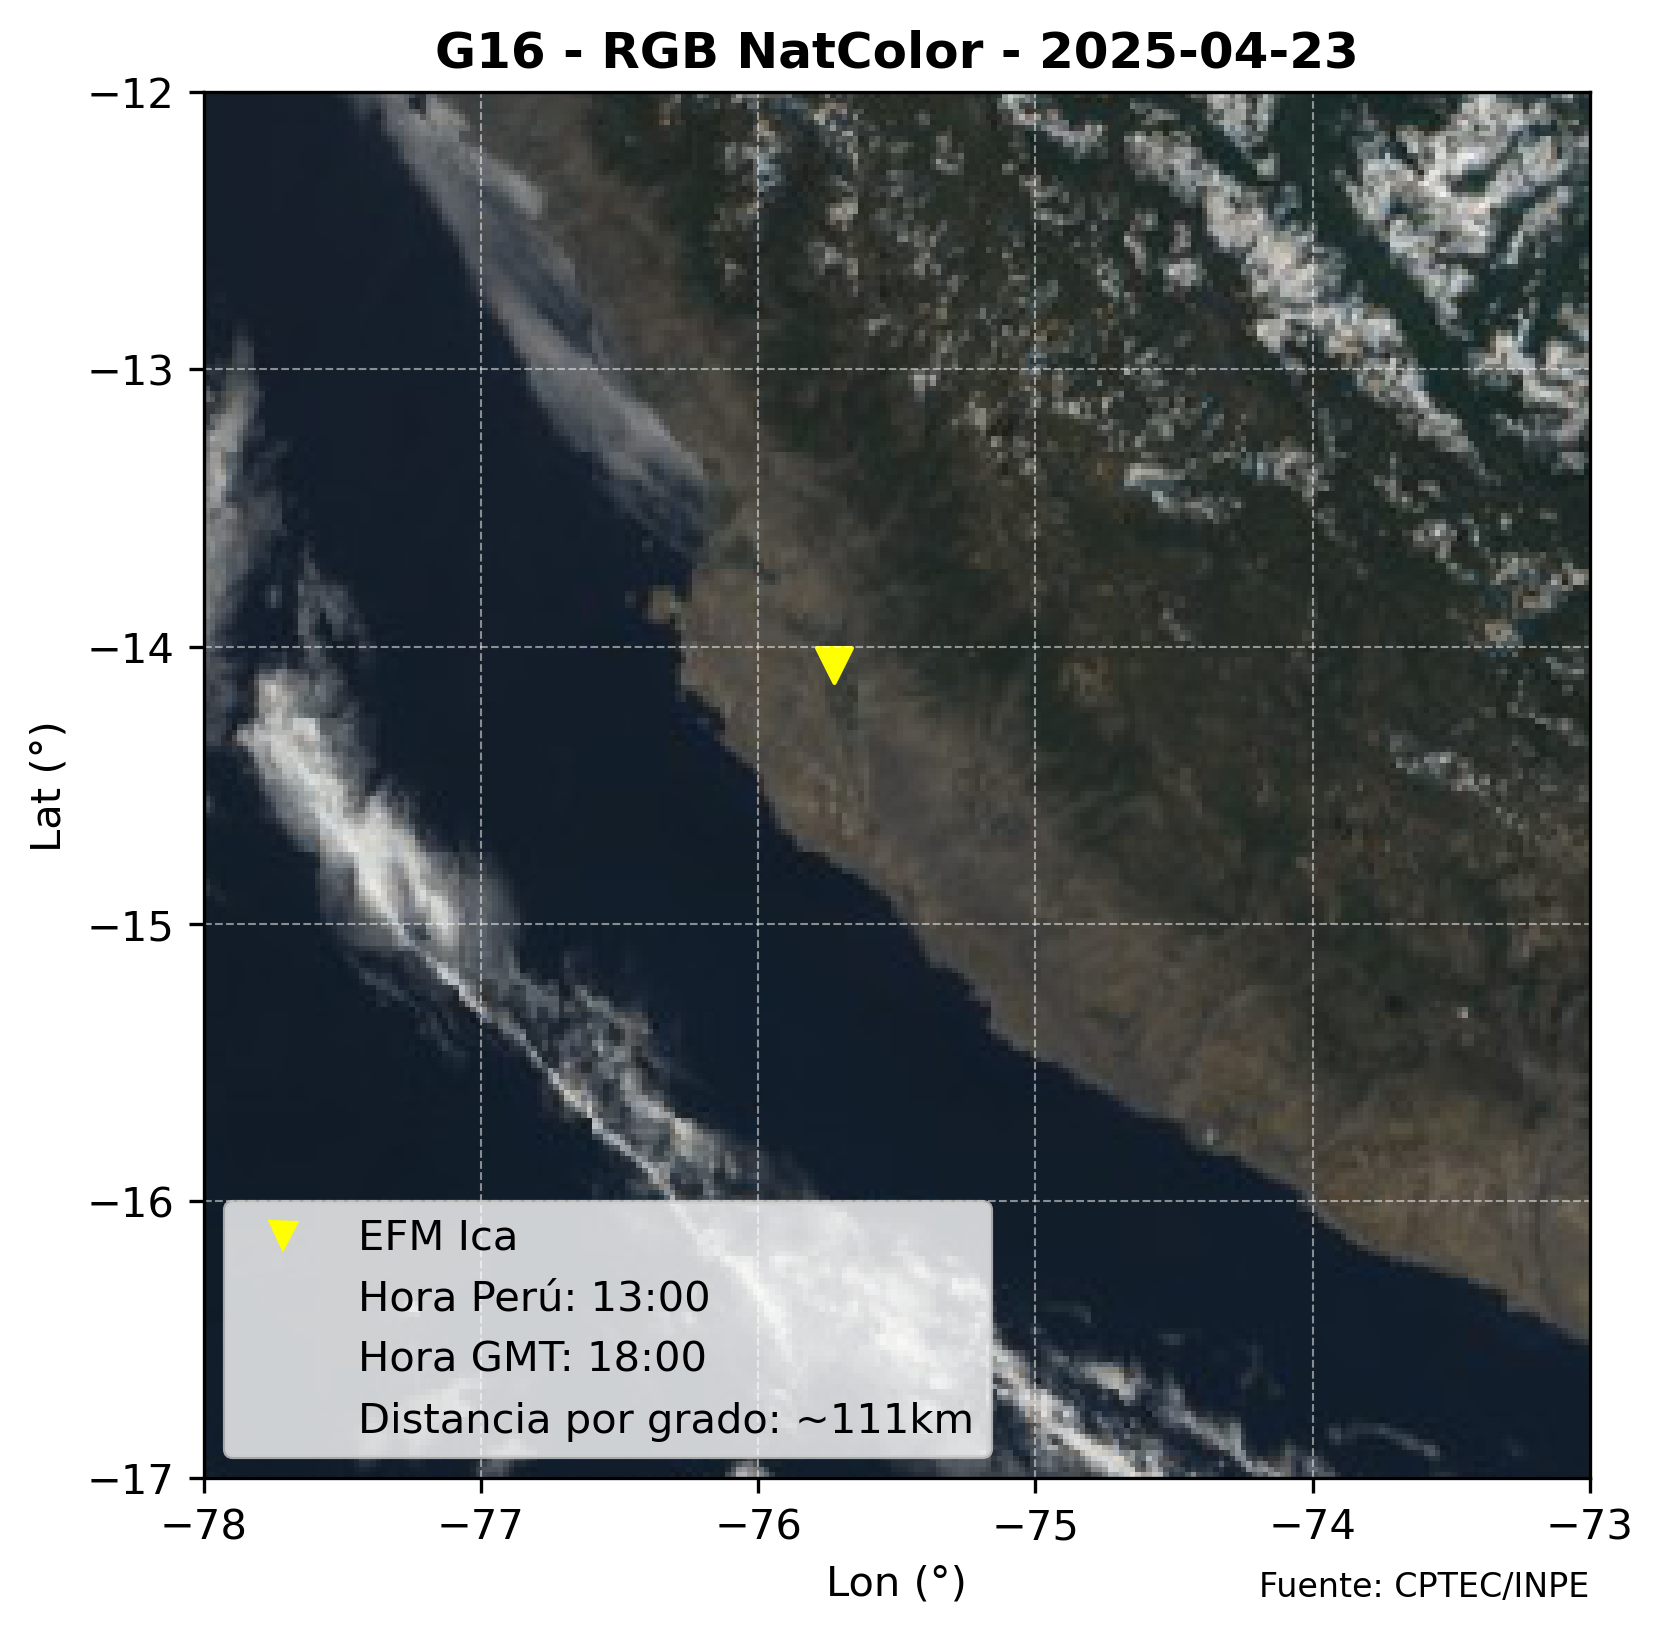 G16 - RGB NatColor - 2025-04-23
−12
−13
−14
−15
−16
−17
Lat (°)
EFM Ica
Hora Perú: 13:00
Hora GMT: 18:00
Distancia por grado: ~111km
−78 −77 −76 −75 −74 −73
Lon (°)
Fuente: CPTEC/INPE